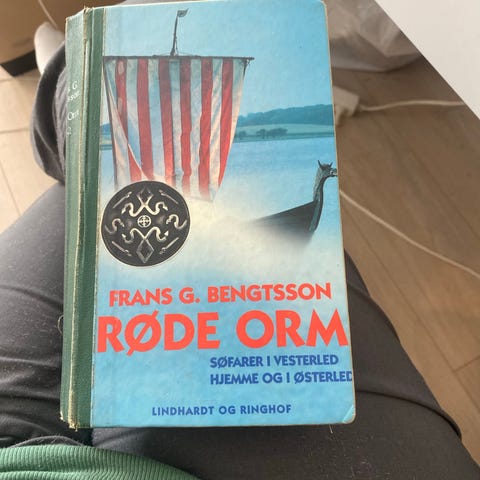 FRANS G. BENGTSSON
RØDE ORM
SØFARER I VESTERLED
HJEMME OG I ØSTERLED
LINDHARDT OG RINGHOF